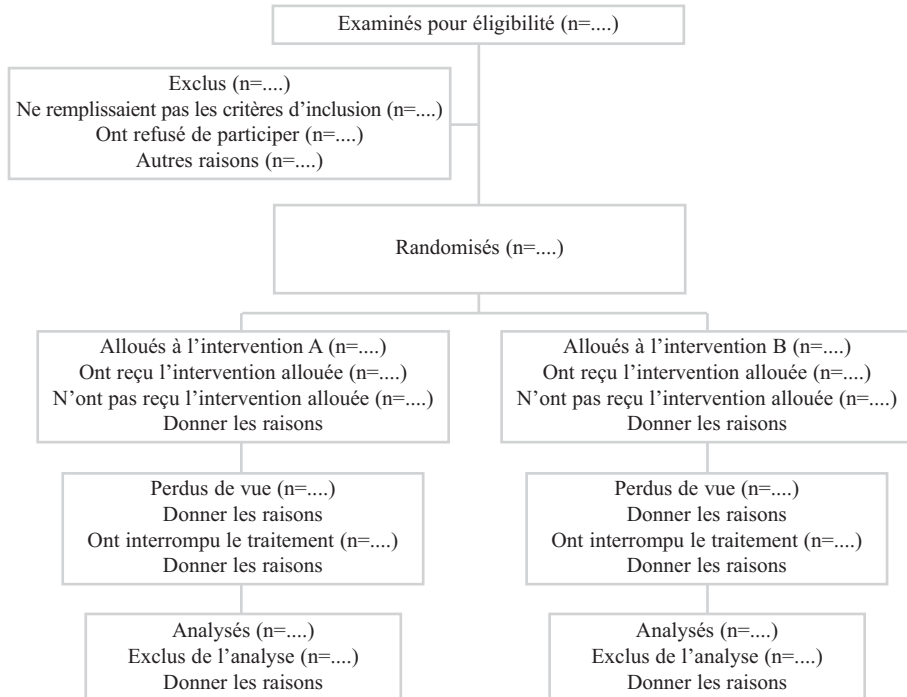 Examinés pour éligibilité (n=....)
Exclus (n=....)
Ne remplissaient pas les critères d’inclusion (n=....)
Ont refusé de participer (n=....)
Autres raisons (n=....)
Randomisés (n=....)
Alloués à l’intervention A (n=....)
Ont reçu l’intervention allouée (n=....)
N’ont pas reçu l’intervention allouée (n=....)
Donner les raisons
Alloués à l’intervention B (n=....)
Ont reçu l’intervention allouée (n=....)
N’ont pas reçu l’intervention allouée (n=....)
Donner les raisons
Perdus de vue (n=....)
Donner les raisons
Ont interrompu le traitement (n=....)
Donner les raisons
Perdus de vue (n=....)
Donner les raisons
Ont interrompu le traitement (n=....)
Donner les raisons
Analysés (n=....)
Exclus de l’analyse (n=....)
Donner les raisons
Analysés (n=....)
Exclus de l’analyse (n=....)
Donner les raisons